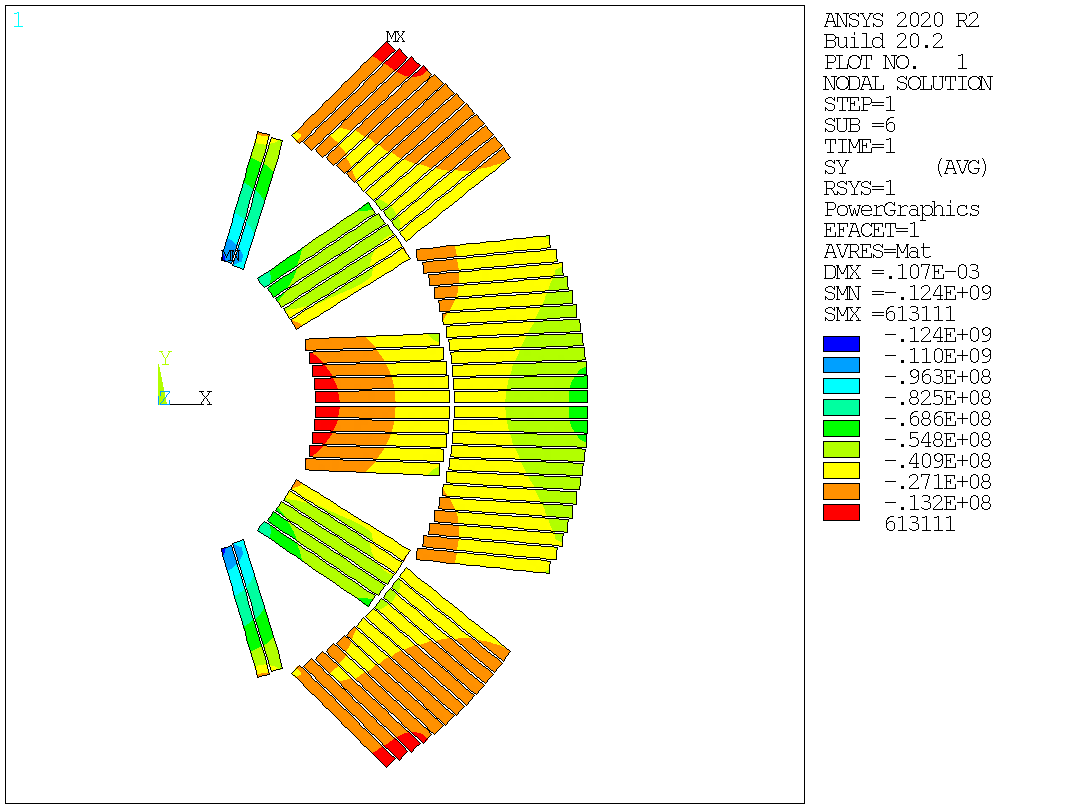 1
MX
MN
Y
Z X
ANSYS 2020 R2
Build 20.2
PLOT NO. 1
NODAL SOLUTION
STEP=1
SUB =6
TIME=1
SY (AVG)
RSYS=1
PowerGraphics
EFACET=1
AVRES=Mat
DMX =.107E-03
SMN =-.124E+09
SMX =613111
-.124E+09
-.110E+09
-.963E+08
-.825E+08
-.686E+08
-.548E+08
-.409E+08
-.271E+08
-.132E+08
613111